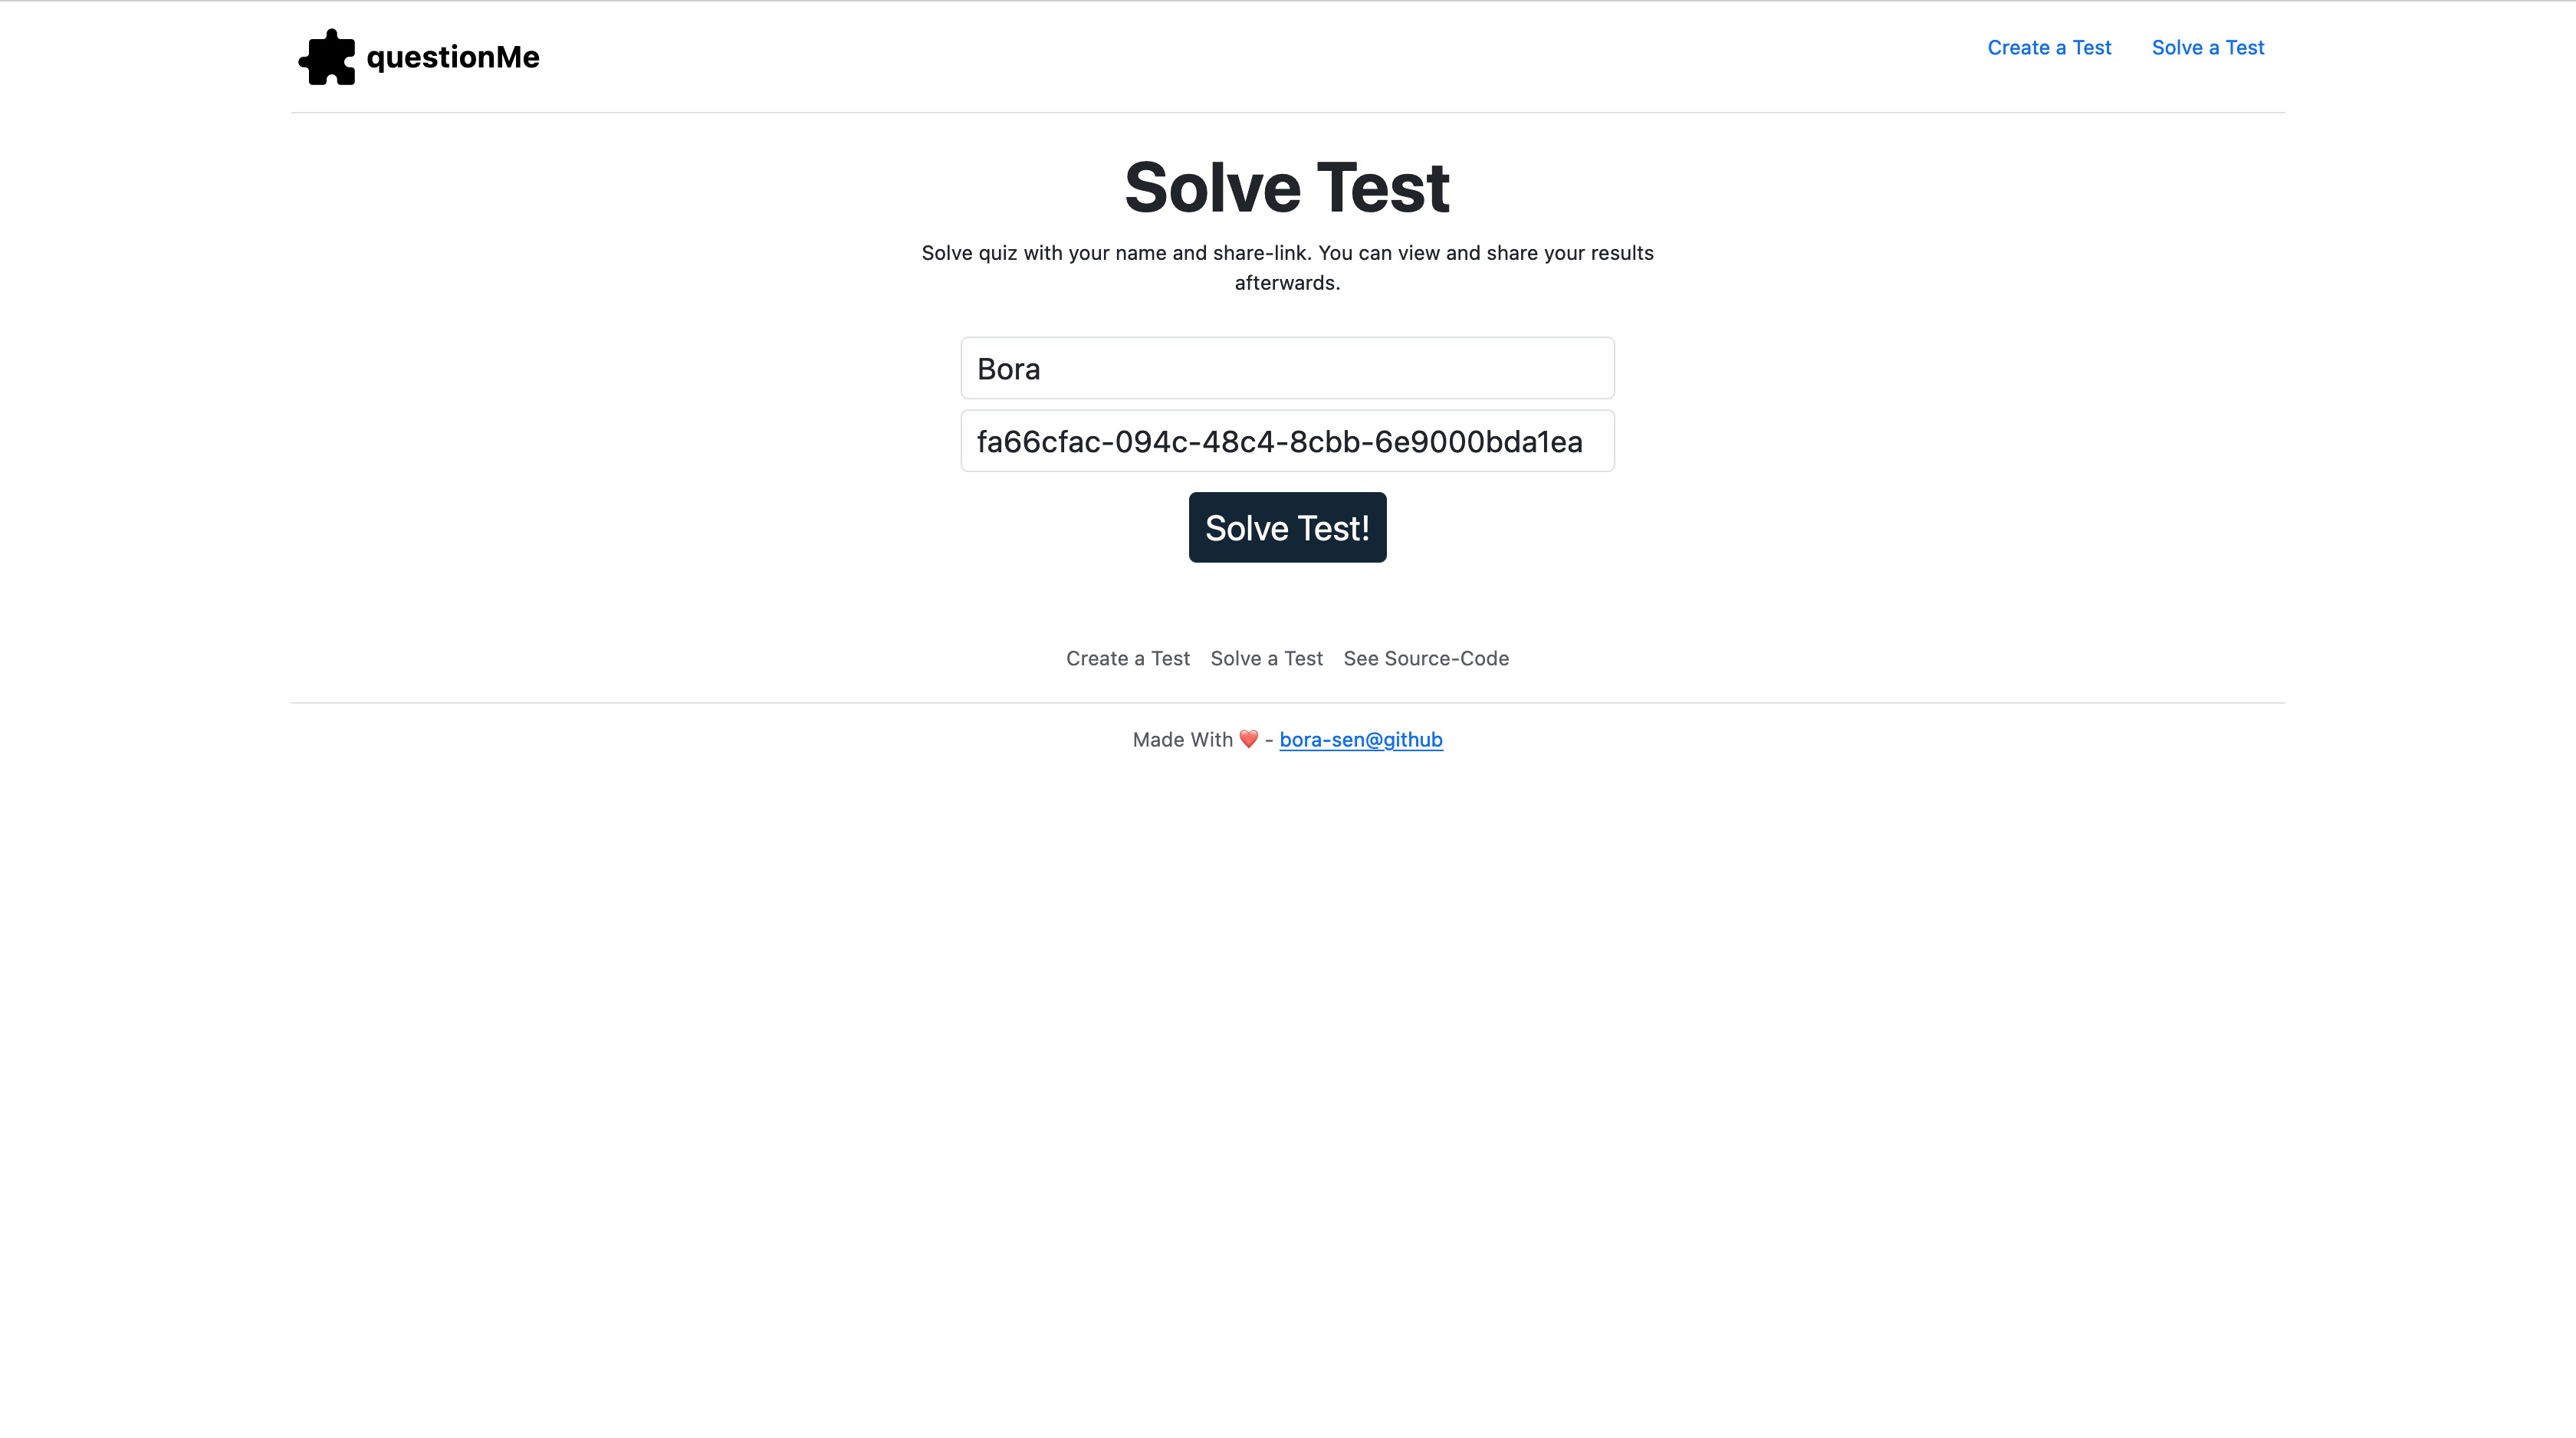 questionMe
Create a Test
Solve a Test
Solve Test
Solve quiz with your name and share-link. You can view and share your results
afterwards.
Bora
fa66cfac-094c-48c4-8cbb-6e9000bda1ea
Solve Test!
Create a Test Solve a Test See Source-Code
Made With ❤️ - bora-sen@github